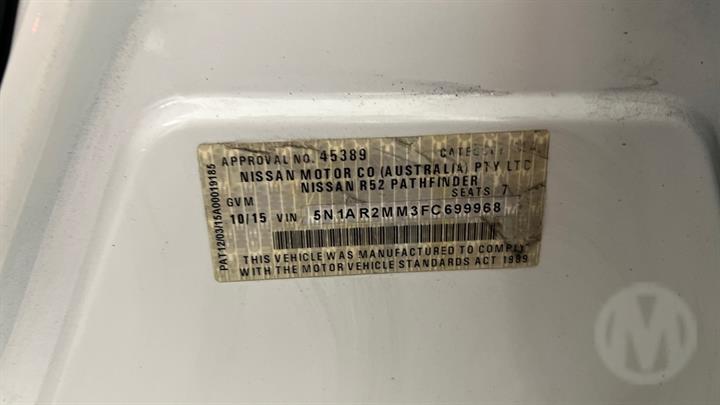 APPROVAL NO. 45389 CATEGORY
NISSAN MOTOR CO (AUSTRALIA) PTY LTD
NISSAN R52 PATHFINDER
GVM SEATS 7
10/15 VIN 5N1AR2MM3FC699968
THIS VEHICLE WAS MANUFACTURED TO COMPLY
WITH THE MOTOR VEHICLE STANDARDS ACT 1989
PAT12/03/15A00019185
M